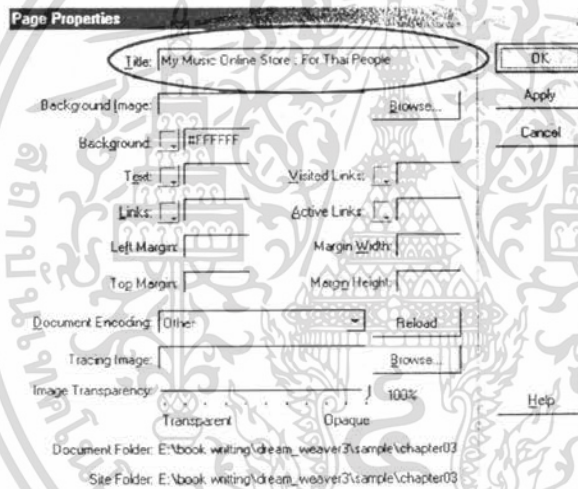 Page Properties
Title: My Music Online Store : For Thai People
OK
Background Image: Browse... Apply
Background: #FFFFFF Cancel
Text: Visited Links:
Links: Active Links:
Left Margin: Margin Width:
Top Margin: Margin Height:
Document Encoding: Other Reload
Tracing Image: Browse...
Image Transparency: 100%
Transparent Opaque Help
Document Folder: E:\book writing\dream_weaver3\sample\chapter03
Site Folder: E:\book writing\dream_weaver3\sample\chapter03